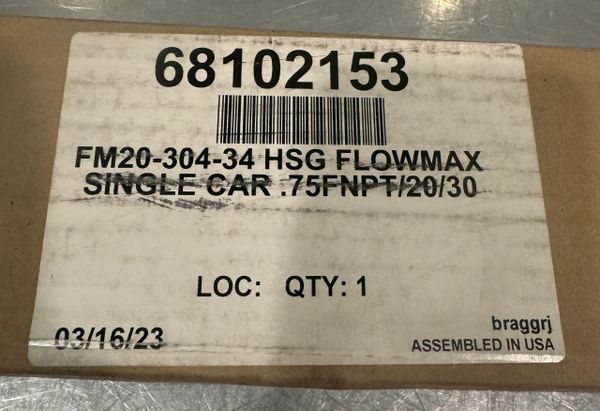 68102153
FM20-304-34 HSG FLOWMAX
SINGLE CAR .75FNPT/20/30
LOC: QTY: 1
03/16/23
braggrj
ASSEMBLED IN USA